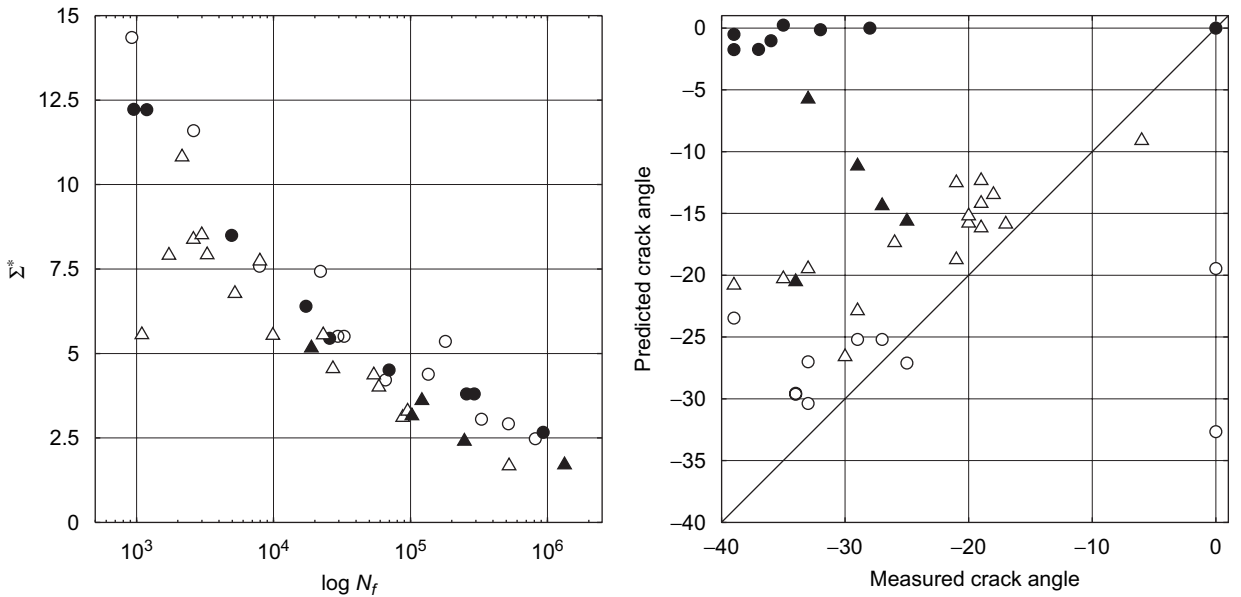 15
12.5
10
7.5
5
2.5
0
Σ*
10³ 10⁴ 10⁵ 10⁶
log N_f
0
–5
–10
–15
–20
–25
–30
–35
–40
Predicted crack angle
–40 –30 –20 –10 0
Measured crack angle